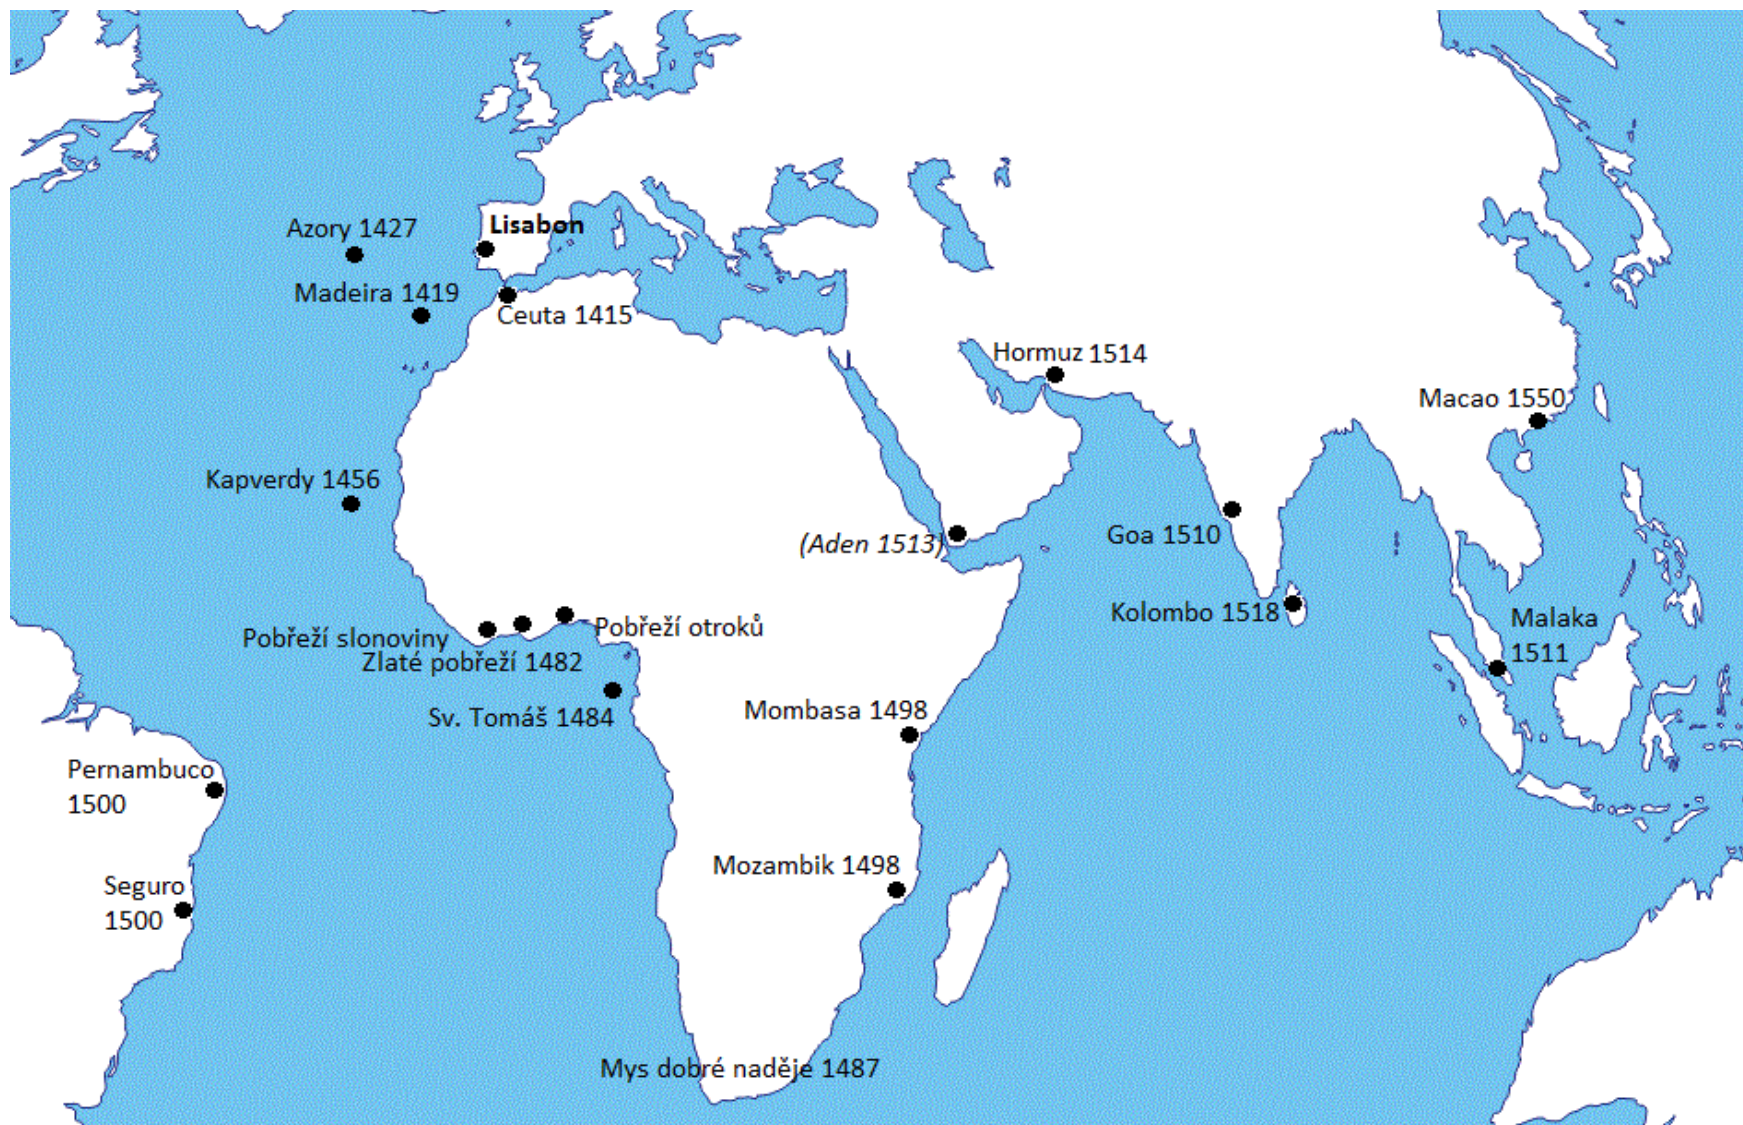 Azory 1427
Lisabon
Madeira 1419
Ceuta 1415
Hormuz 1514
Macao 1550
Kapverdy 1456
(Aden 1513)
Goa 1510
Kolombo 1518
Malaka
1511
Pobřeží slonoviny
Pobřeží otroků
Zlaté pobřeží 1482
Sv. Tomáš 1484
Mombasa 1498
Pernambuco
1500
Mozambik 1498
Seguro
1500
Mys dobré naděje 1487